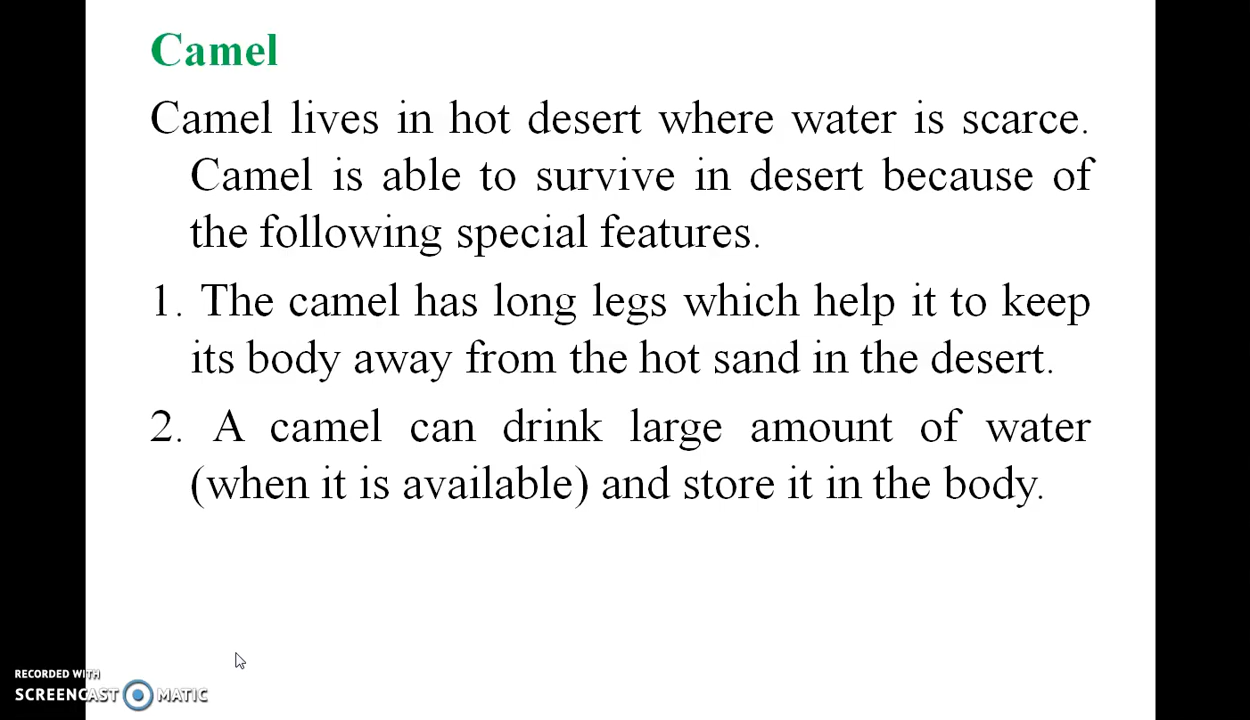 Camel
Camel lives in hot desert where water is scarce.
Camel is able to survive in desert because of
the following special features.
1. The camel has long legs which help it to keep
its body away from the hot sand in the desert.
2. A camel can drink large amount of water
(when it is available) and store it in the body.
RECORDED WITH
SCREENCAST MATIC